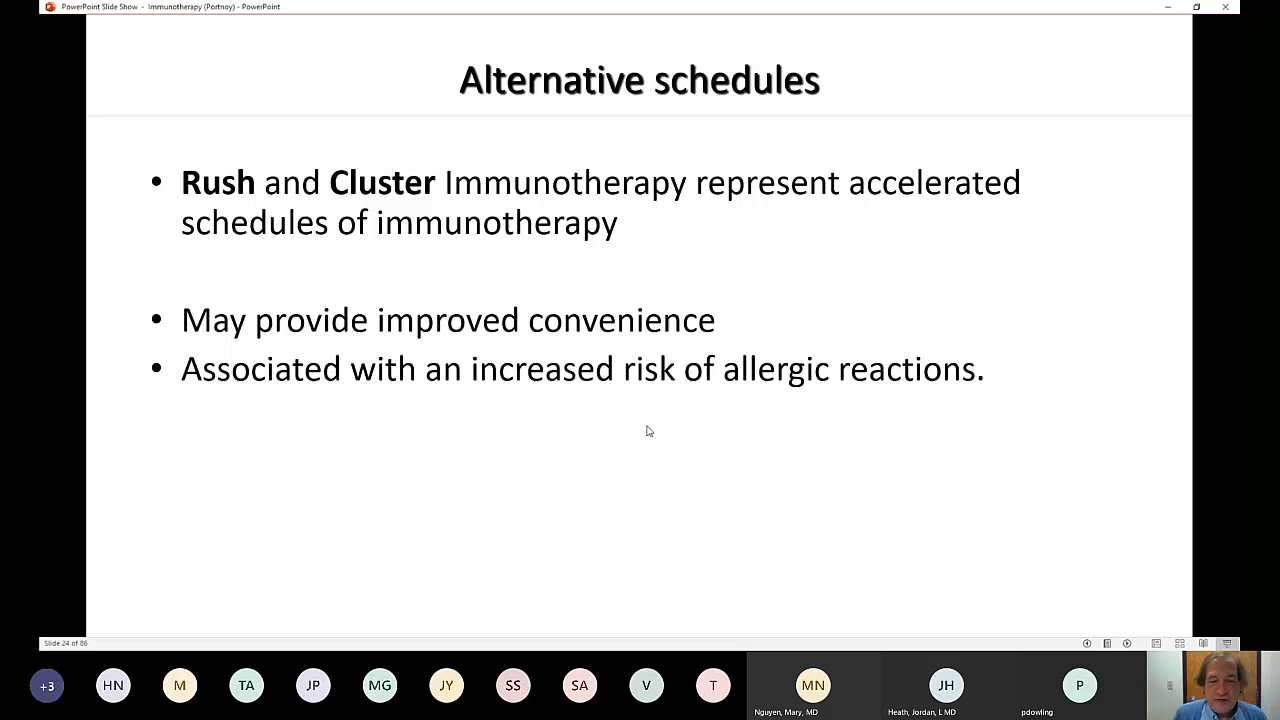 PowerPoint Slide Show - Immunotherapy (Portnoy) - PowerPoint
Alternative schedules
• Rush and Cluster Immunotherapy represent accelerated
schedules of immunotherapy
• May provide improved convenience
• Associated with an increased risk of allergic reactions.
Slide 24 of 86
+3 HN M TA JP MG JY SS SA V T MN JH P
Nguyen, Mary, MD Heath, Jordan, L MD pdowling